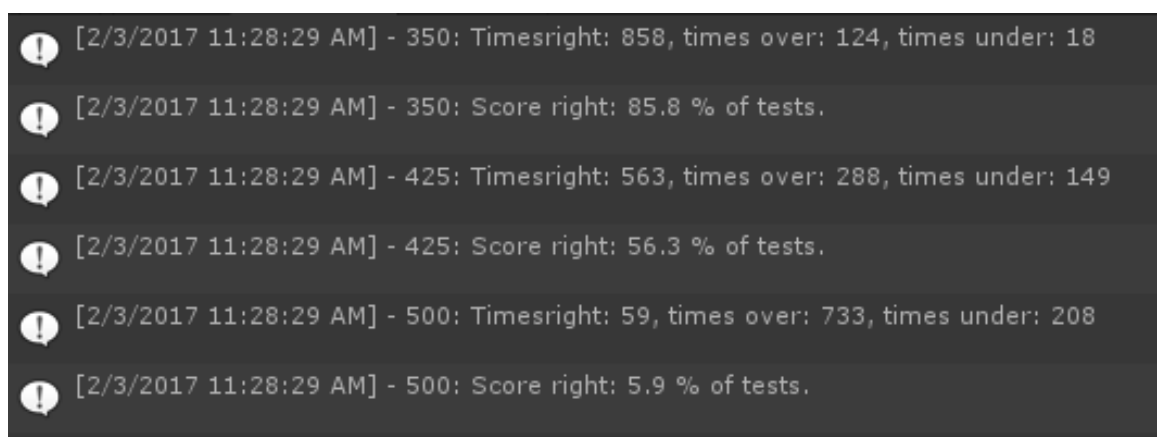 [2/3/2017 11:28:29 AM] - 350: Timesright: 858, times over: 124, times under: 18
[2/3/2017 11:28:29 AM] - 350: Score right: 85.8 % of tests.
[2/3/2017 11:28:29 AM] - 425: Timesright: 563, times over: 288, times under: 149
[2/3/2017 11:28:29 AM] - 425: Score right: 56.3 % of tests.
[2/3/2017 11:28:29 AM] - 500: Timesright: 59, times over: 733, times under: 208
[2/3/2017 11:28:29 AM] - 500: Score right: 5.9 % of tests.